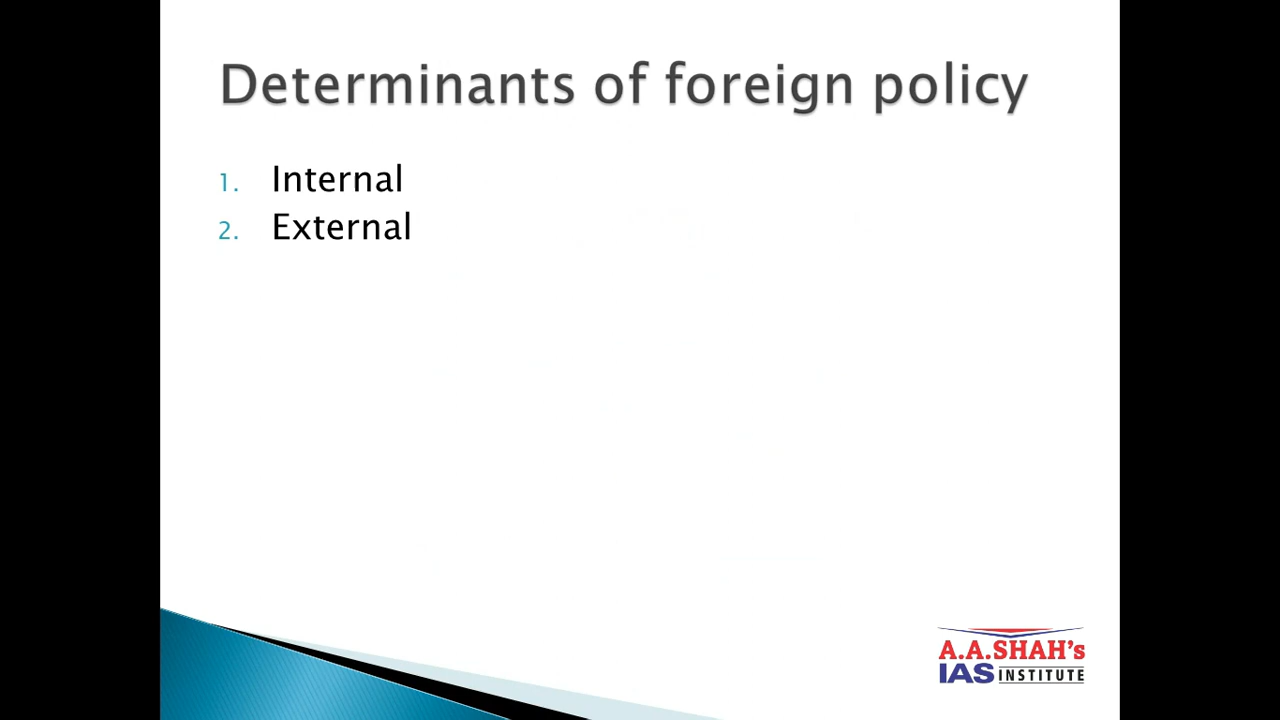 Determinants of foreign policy
1. Internal
2. External
A.A.SHAH's
IAS INSTITUTE